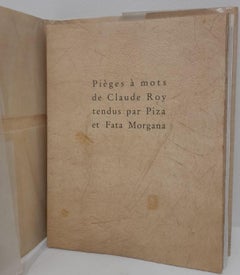 Pièges à mots
de Claude Roy
tendus par Piza
et Fata Morgana